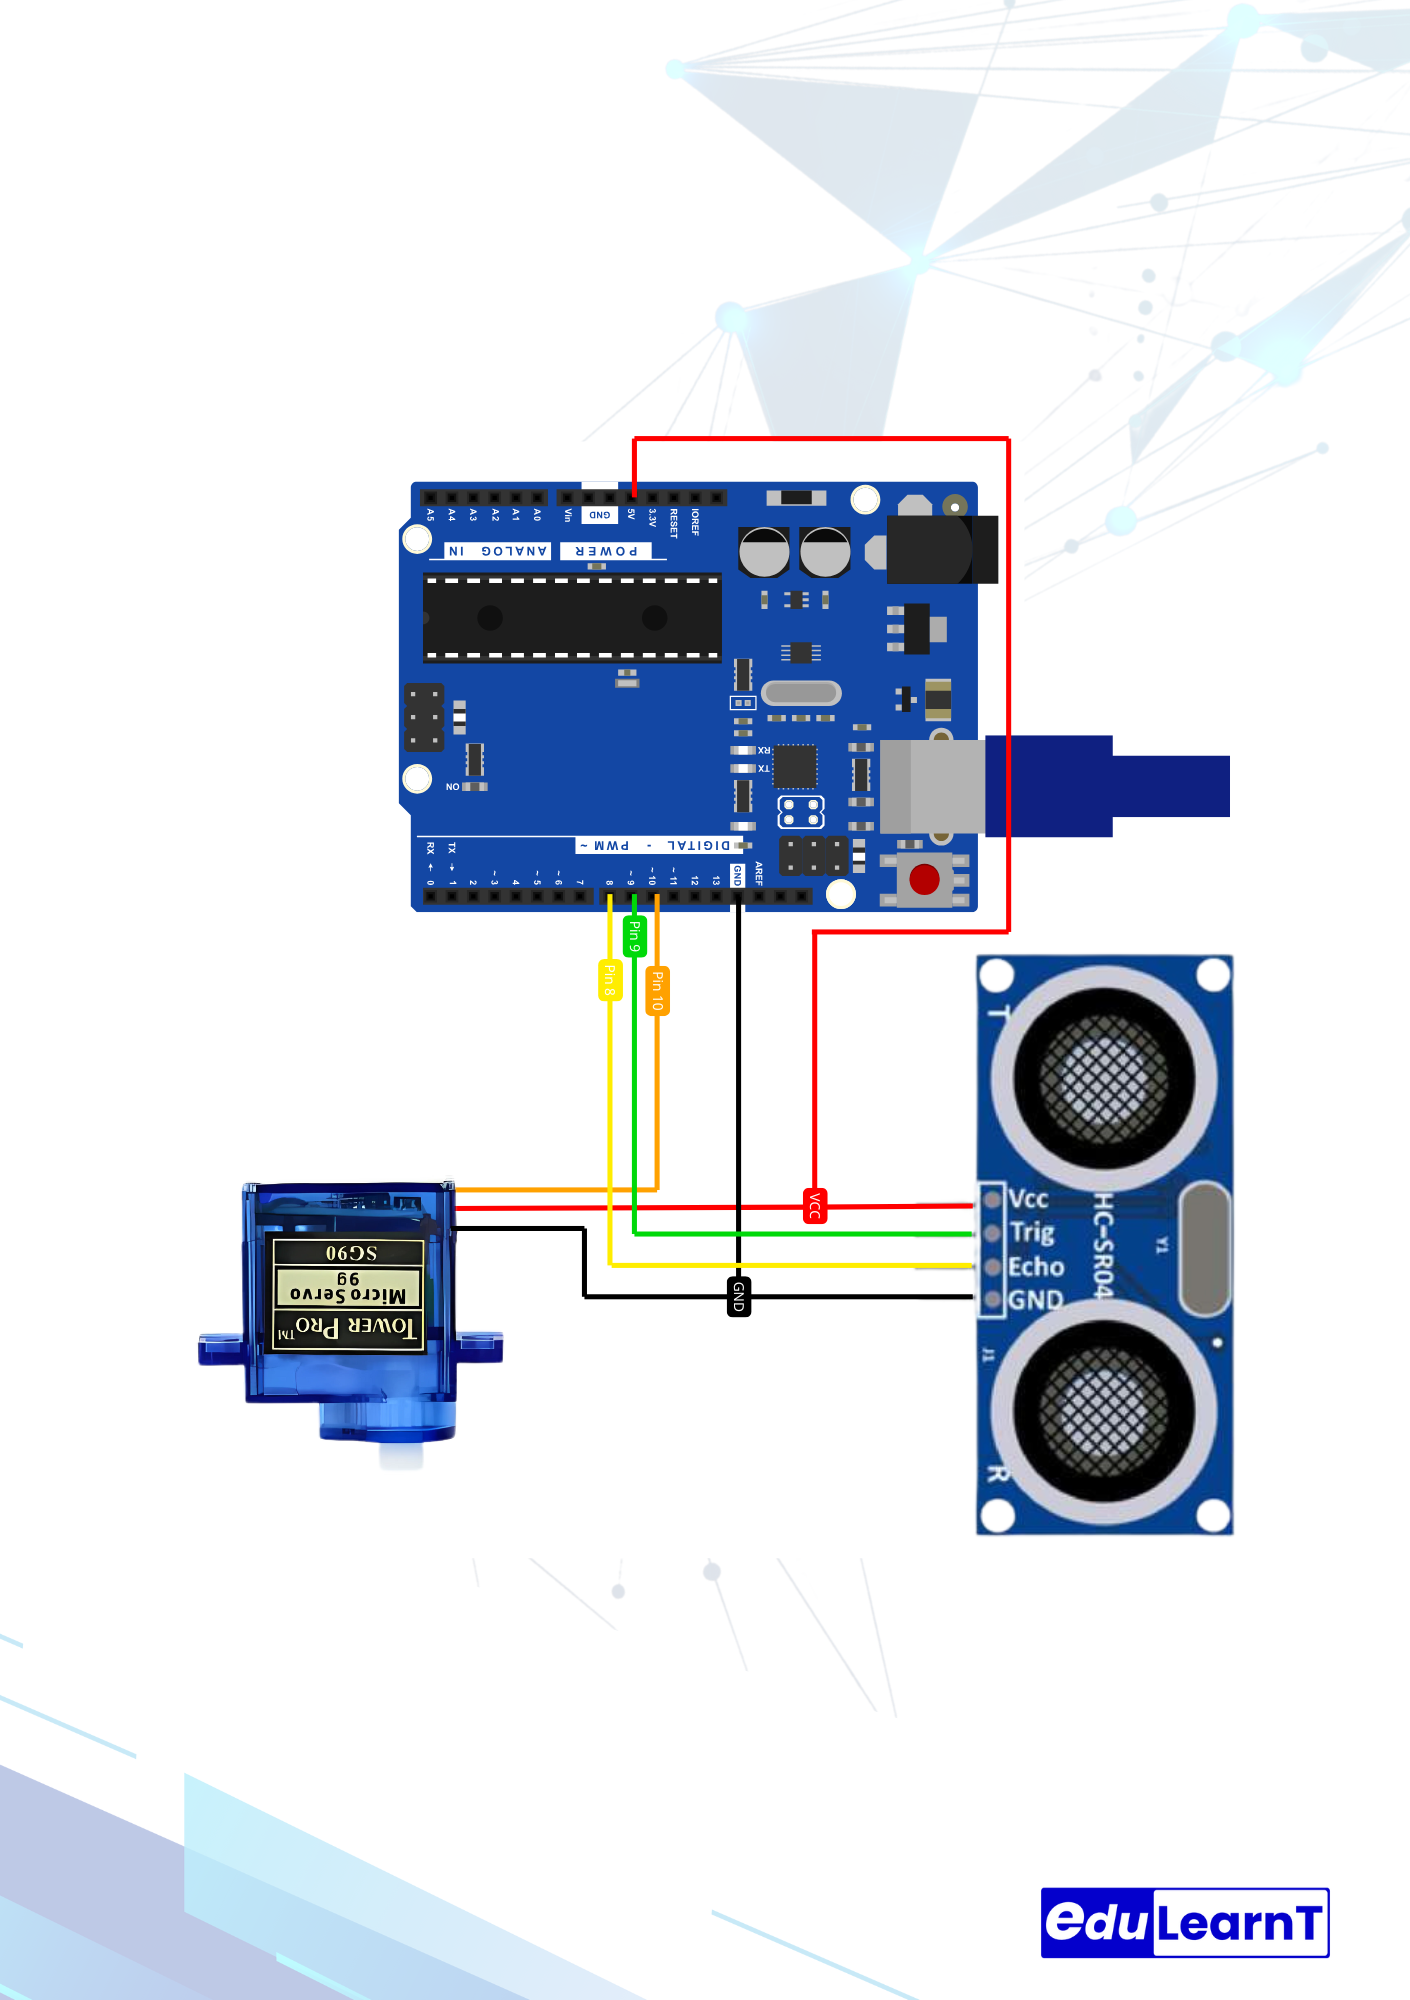 A5
A4
A3
A2
A1
A0
Vin
GND
5V
3.3V
RESET
IOREF
ANALOG IN
POWER
RX
TX
ON
DIGITAL - PWM ~
RX
TX
0
1
2
~3
4
~5
~6
7
8
~9
~10
~11
12
13
GND
AREF
Pin 9
Pin 8
Pin 10
VCC
GND
TOWER PRO™
Micro Servo
9g
SG90
T
Vcc
Trig
Echo
GND
HC-SR04
Y1
J1
R
eduLearnT